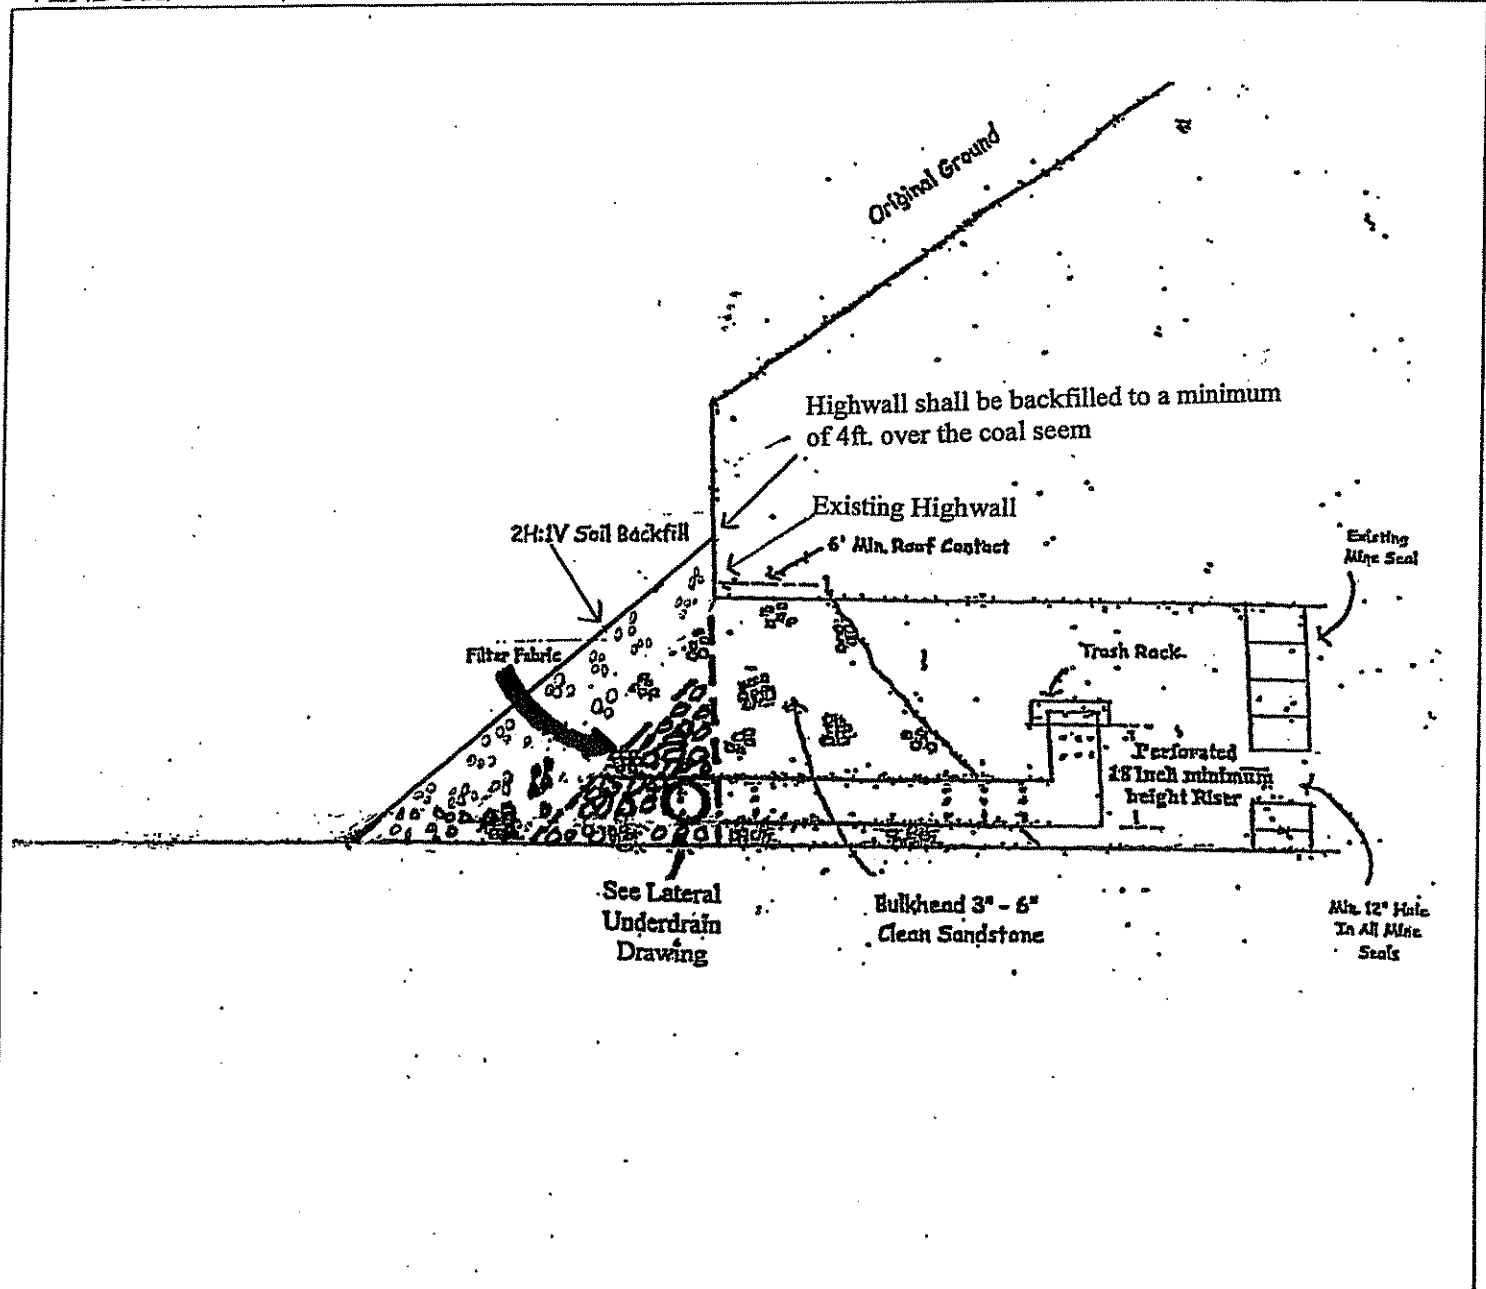 Original Ground
Highwall shall be backfilled to a minimum
of 4ft. over the coal seem
Existing Highwall
2H:1V Soil Backfill
6' Min. Roof Contact
Existing
Mine Seal
Filter Fabric
Trash Rack
Perforated
18 Inch minimum
height Riser
See Lateral
Underdrain
Drawing
Bulkhead 3" - 6"
Clean Sandstone
Min. 12" Hole
In All Mine
Seals